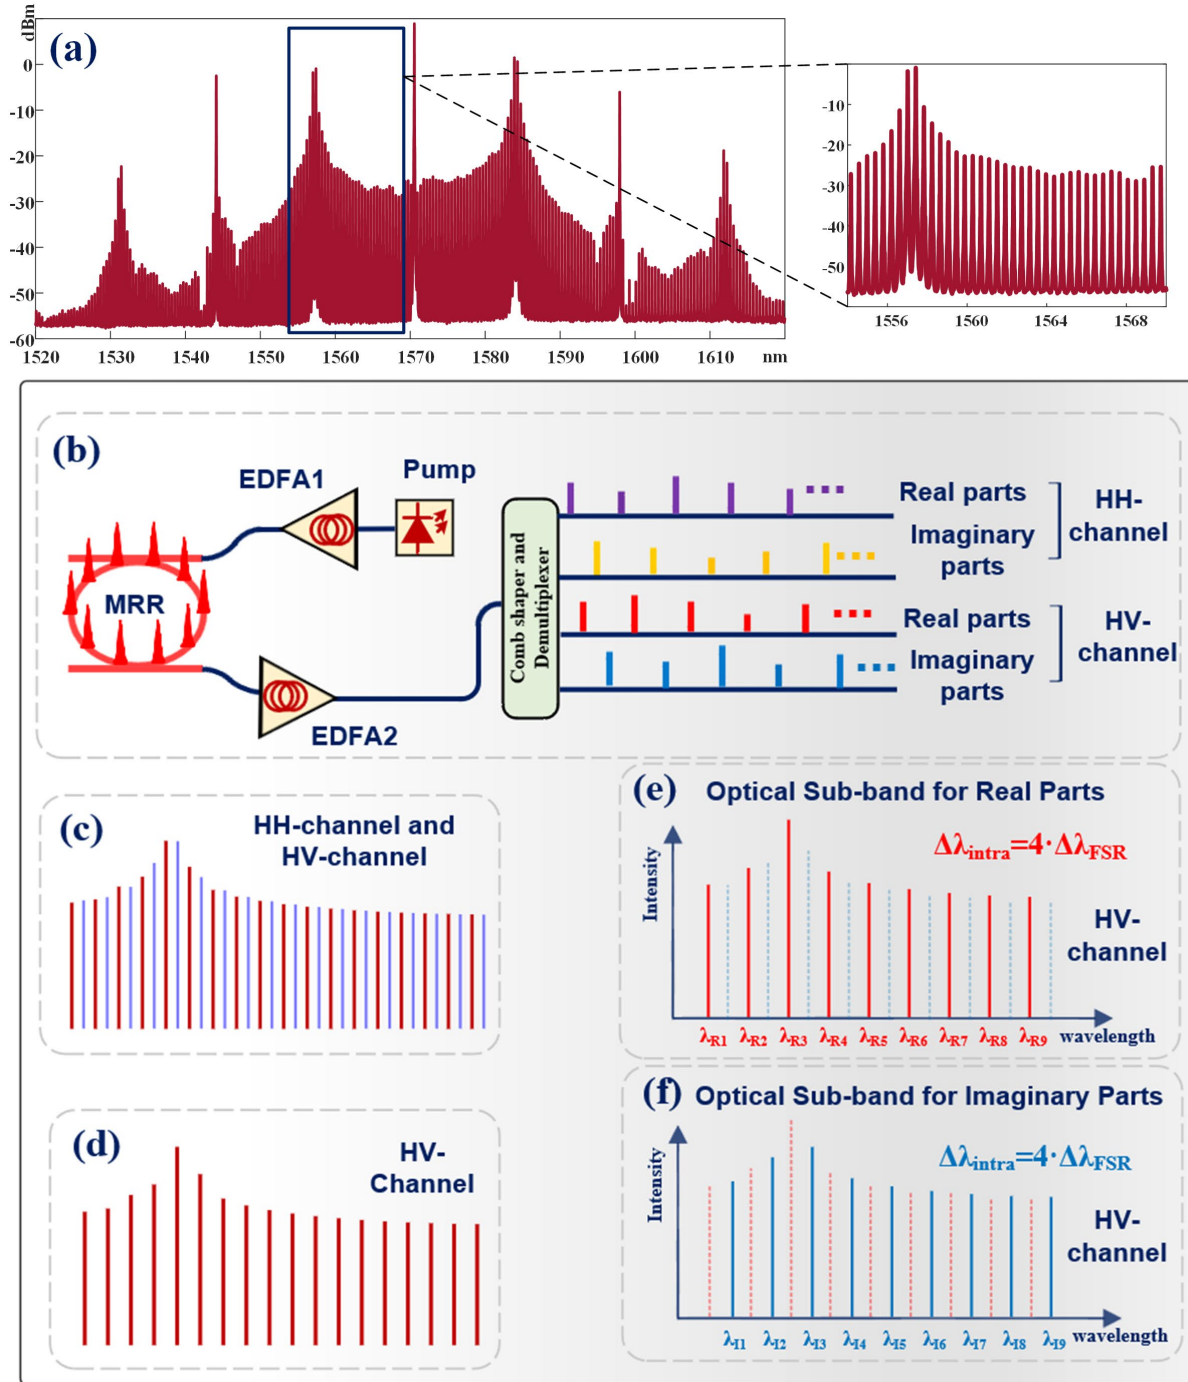 (a)
dBm
0
-10
-20
-30
-40
-50
-60
1520 1530 1540 1550 1560 1570 1580 1590 1600 1610 nm
-10
-20
-30
-40
-50
1556 1560 1564 1568
(b)
EDFA1
Pump
MRR
EDFA2
Comb shaper and
Demultiplexer
Real parts
Imaginary
parts
HH-
channel
Real parts
Imaginary
parts
HV-
channel
(c)
HH-channel and
HV-channel
(d)
HV-
Channel
(e) Optical Sub-band for Real Parts
Δλintra=4·ΔλFSR
Intensity
HV-
channel
λR1 λR2 λR3 λR4 λR5 λR6 λR7 λR8 λR9 wavelength
(f) Optical Sub-band for Imaginary Parts
Δλintra=4·ΔλFSR
Intensity
HV-
channel
λI1 λI2 λI3 λI4 λI5 λI6 λI7 λI8 λI9 wavelength